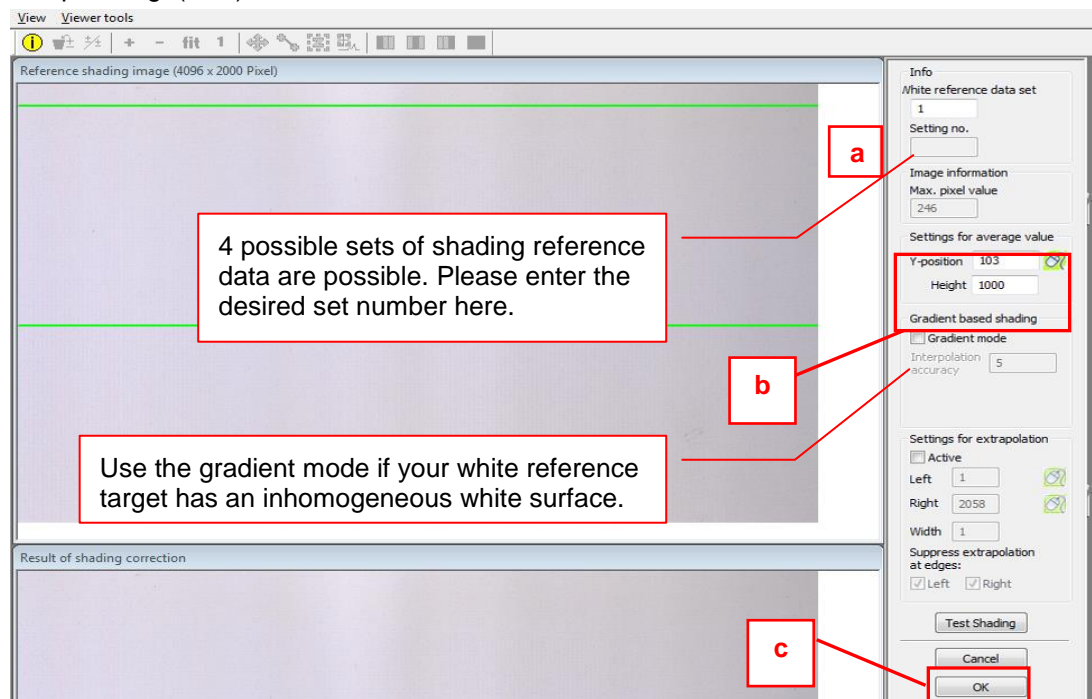 View Viewer tools
+ - fit 1
Reference shading image (4096 x 2000 Pixel)
a
4 possible sets of shading reference
data are possible. Please enter the
desired set number here.
b
Use the gradient mode if your white reference
target has an inhomogeneous white surface.
Result of shading correction
c
Info
White reference data set
1
Setting no.
Image information
Max. pixel value
246
Settings for average value
Y-position 103
Height 1000
Gradient based shading
Gradient mode
Interpolation
accuracy 5
Settings for extrapolation
Active
Left 1
Right 2058
Width 1
Suppress extrapolation
at edges:
Left Right
Test Shading
Cancel
OK